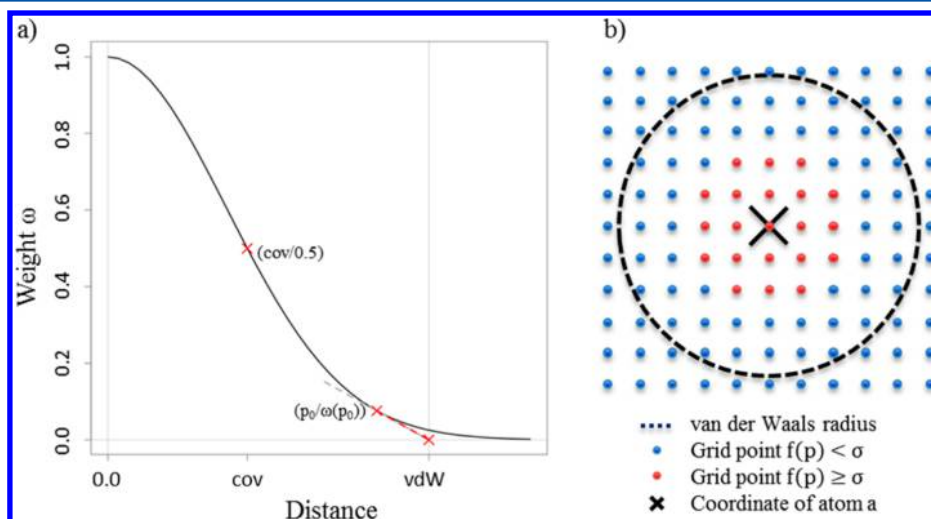 a)
1.0
0.8
0.6
0.4
0.2
0.0
Weight ω
(cov/0.5)
(p₀/ω(p₀))
0.0 cov vdW
Distance
b)
van der Waals radius
Grid point f(p) < σ
Grid point f(p) ≥ σ
Coordinate of atom a